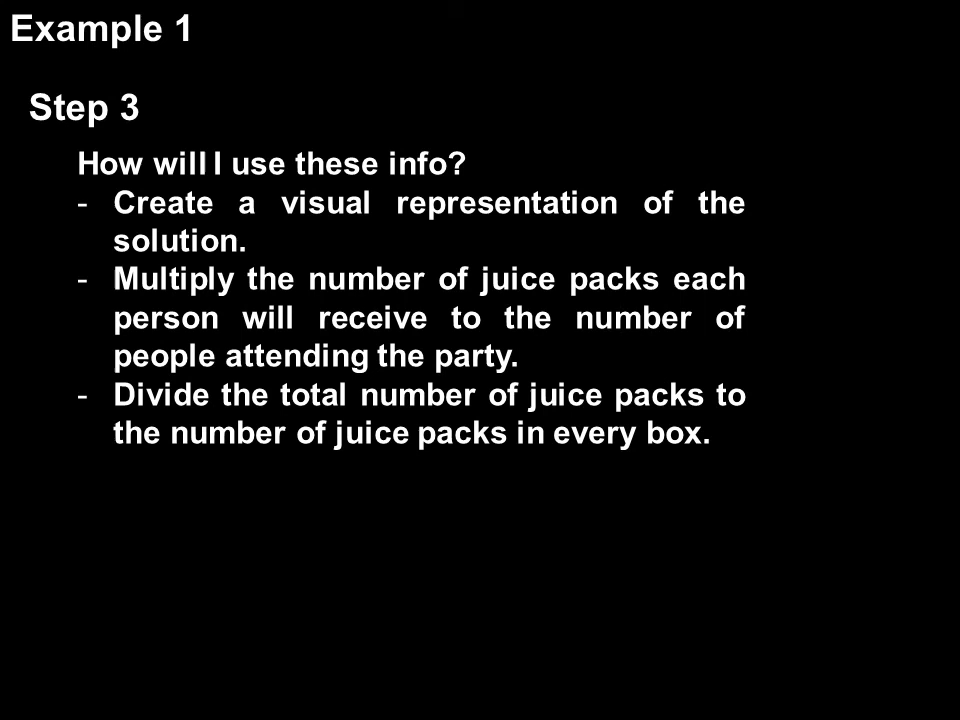 Example 1
Step 3
How will I use these info?
- Create a visual representation of the
solution.
- Multiply the number of juice packs each
person will receive to the number of
people attending the party.
- Divide the total number of juice packs to
the number of juice packs in every box.